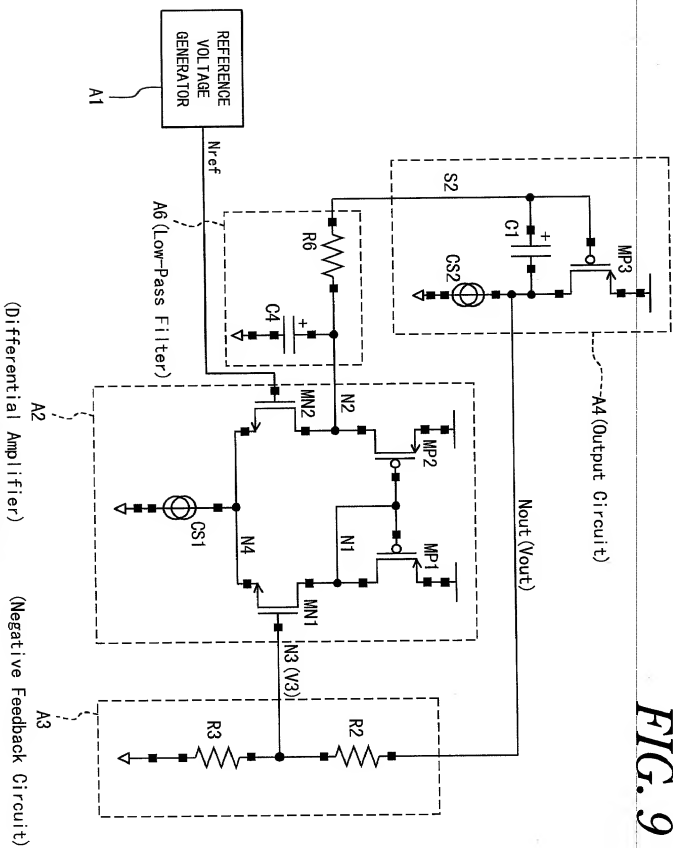 FIG. 9
REFERENCE
VOLTAGE
GENERATOR
A1
Nref
S2
C1
+
MP3
CS2
A4 (Output Circuit)
Nout (Vout)
A6 (Low-Pass Filter)
R6
C4
+
N2
MN2
MP2
CS1
N4
N1
MP1
MN1
A2
(Differential Amplifier)
N3 (V3)
R2
R3
A3
(Negative Feedback Circuit)